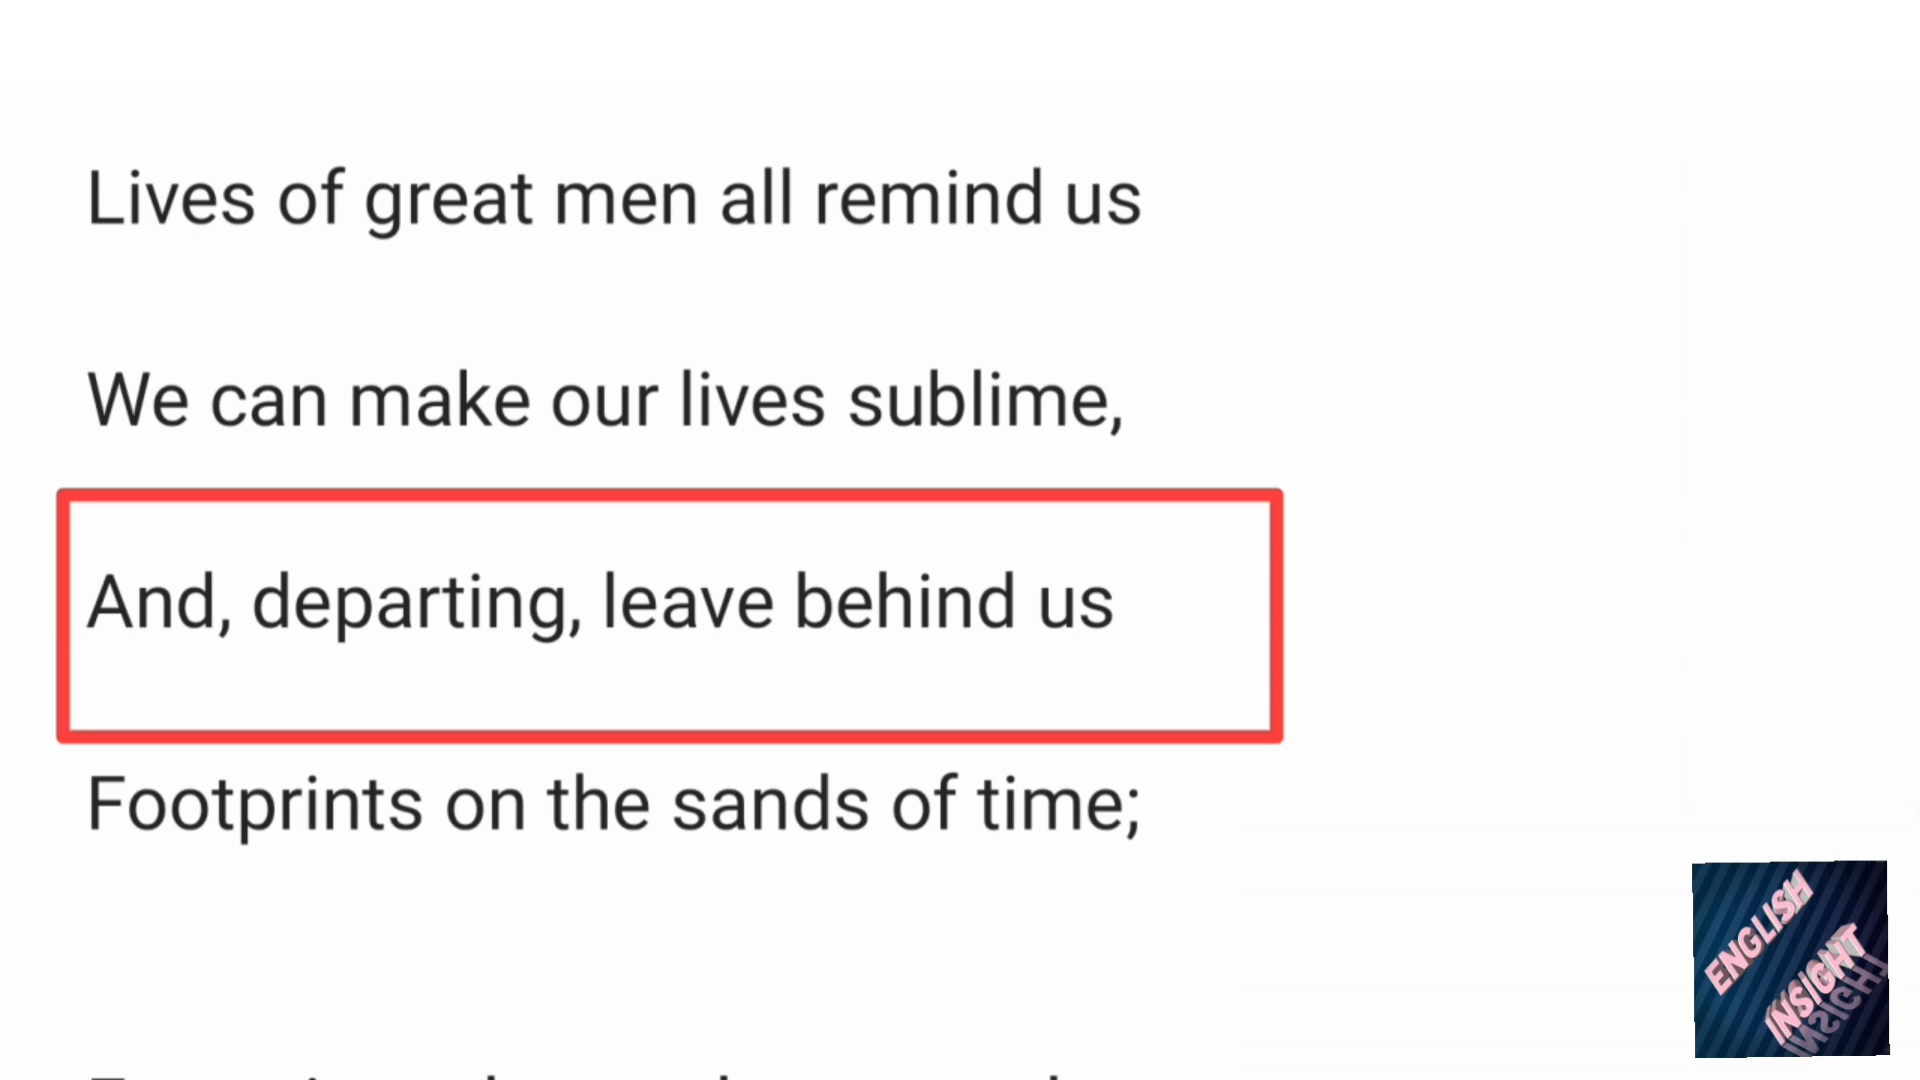 Lives of great men all remind us
We can make our lives sublime,
And, departing, leave behind us
Footprints on the sands of time;
ENGLISH
INSIGHT